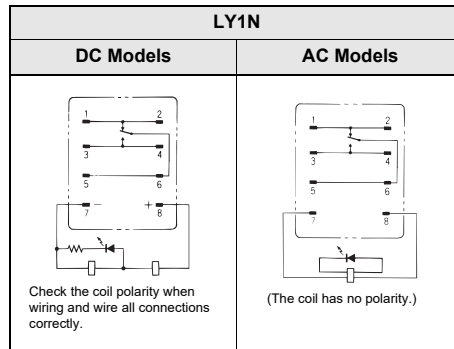 LY1N
DC Models
AC Models
1 2
3 4
5 6
7 − + 8
Check the coil polarity when
wiring and wire all connections
correctly.
1 2
3 4
5 6
7 8
(The coil has no polarity.)